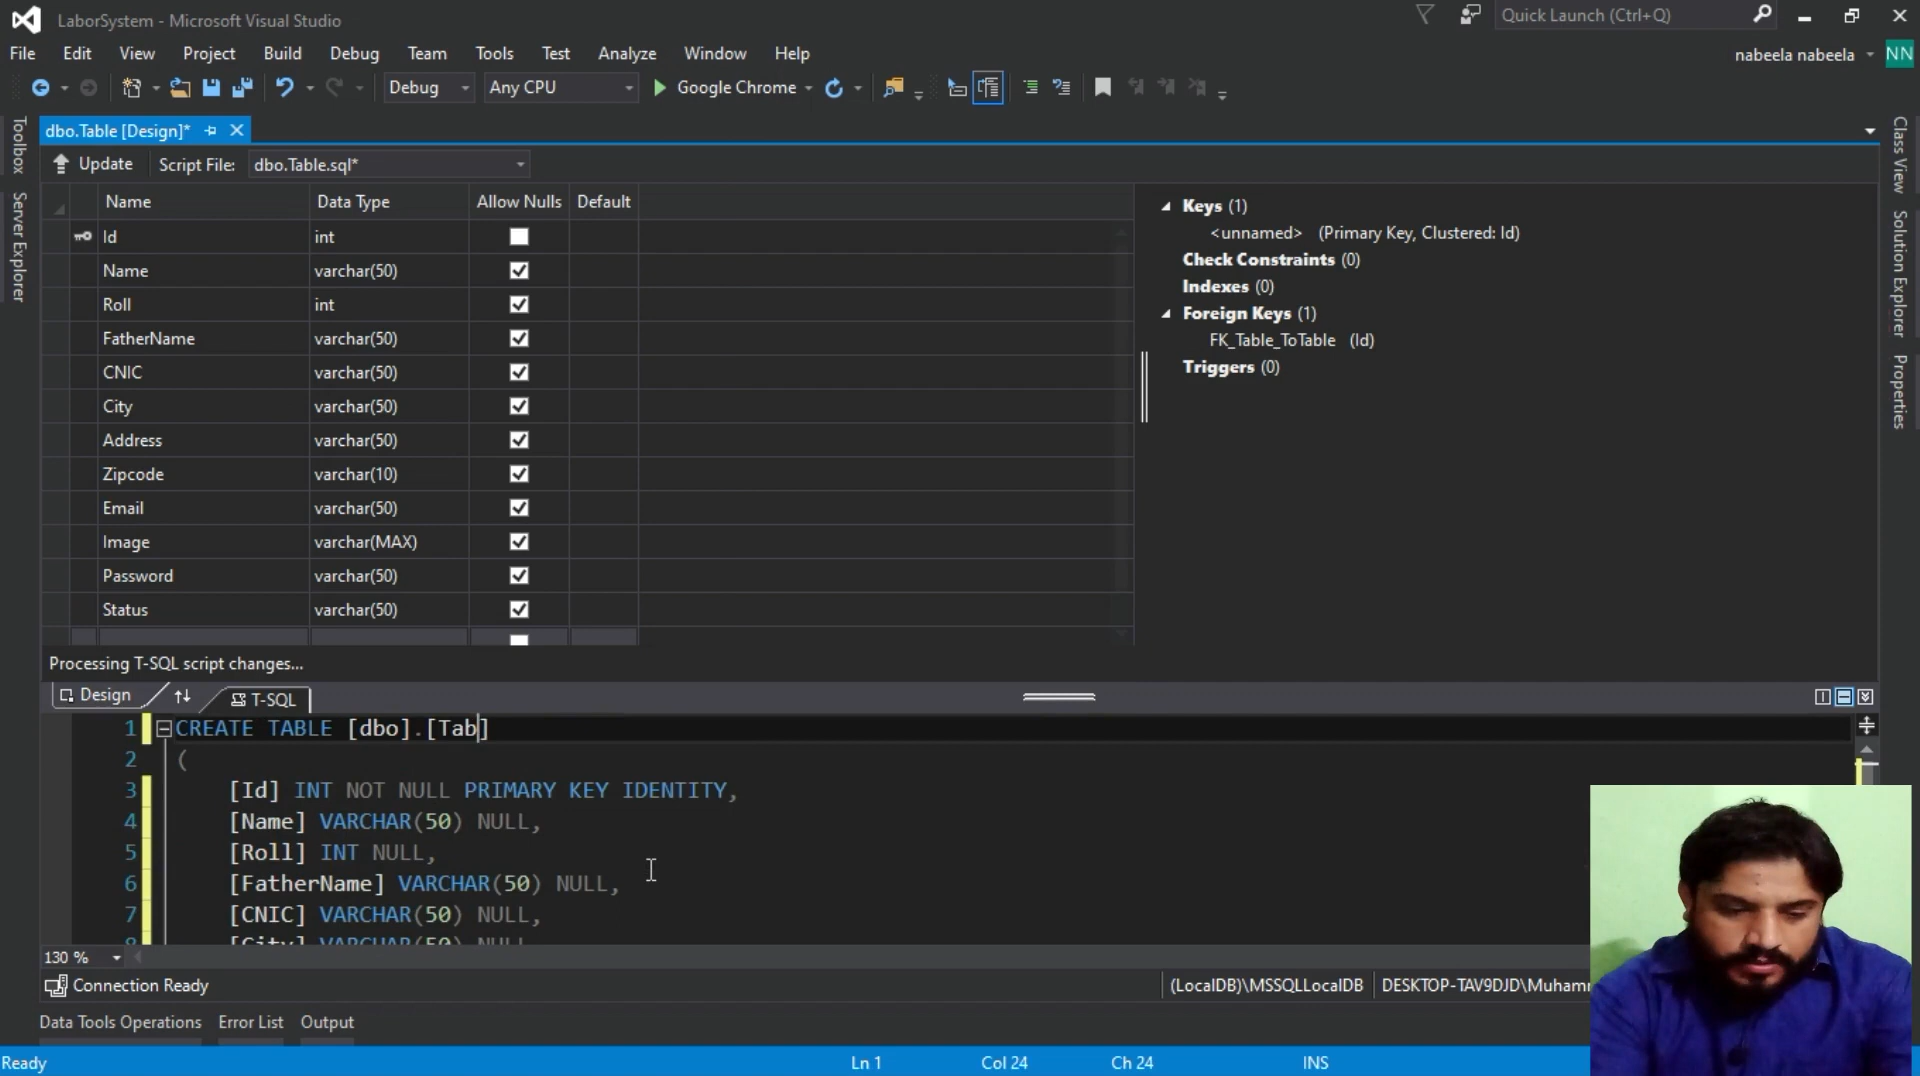 LaborSystem - Microsoft Visual Studio
Quick Launch (Ctrl+Q)
File Edit View Project Build Debug Team Tools Test Analyze Window Help
nabeela nabeela NN
Debug Any CPU Google Chrome
dbo.Table [Design]*
Update Script File: dbo.Table.sql*
Toolbox
Server Explorer
Class View
Solution Explorer
Properties
Name Data Type Allow Nulls Default
Id int
Name varchar(50)
Roll int
FatherName varchar(50)
CNIC varchar(50)
City varchar(50)
Address varchar(50)
Zipcode varchar(10)
Email varchar(50)
Image varchar(MAX)
Password varchar(50)
Status varchar(50)
Keys (1)
<unnamed> (Primary Key, Clustered: Id)
Check Constraints (0)
Indexes (0)
Foreign Keys (1)
FK_Table_ToTable (Id)
Triggers (0)
Processing T-SQL script changes...
Design T-SQL
1 CREATE TABLE [dbo].[Tab]
2 (
3 [Id] INT NOT NULL PRIMARY KEY IDENTITY,
4 [Name] VARCHAR(50) NULL,
5 [Roll] INT NULL,
6 [FatherName] VARCHAR(50) NULL,
7 [CNIC] VARCHAR(50) NULL,
8 [City] VARCHAR(50) NULL,
130 %
Connection Ready (LocalDB)\MSSQLLocalDB DESKTOP-TAV9DJD\Muhamm
Data Tools Operations Error List Output
Ready Ln 1 Col 24 Ch 24 INS